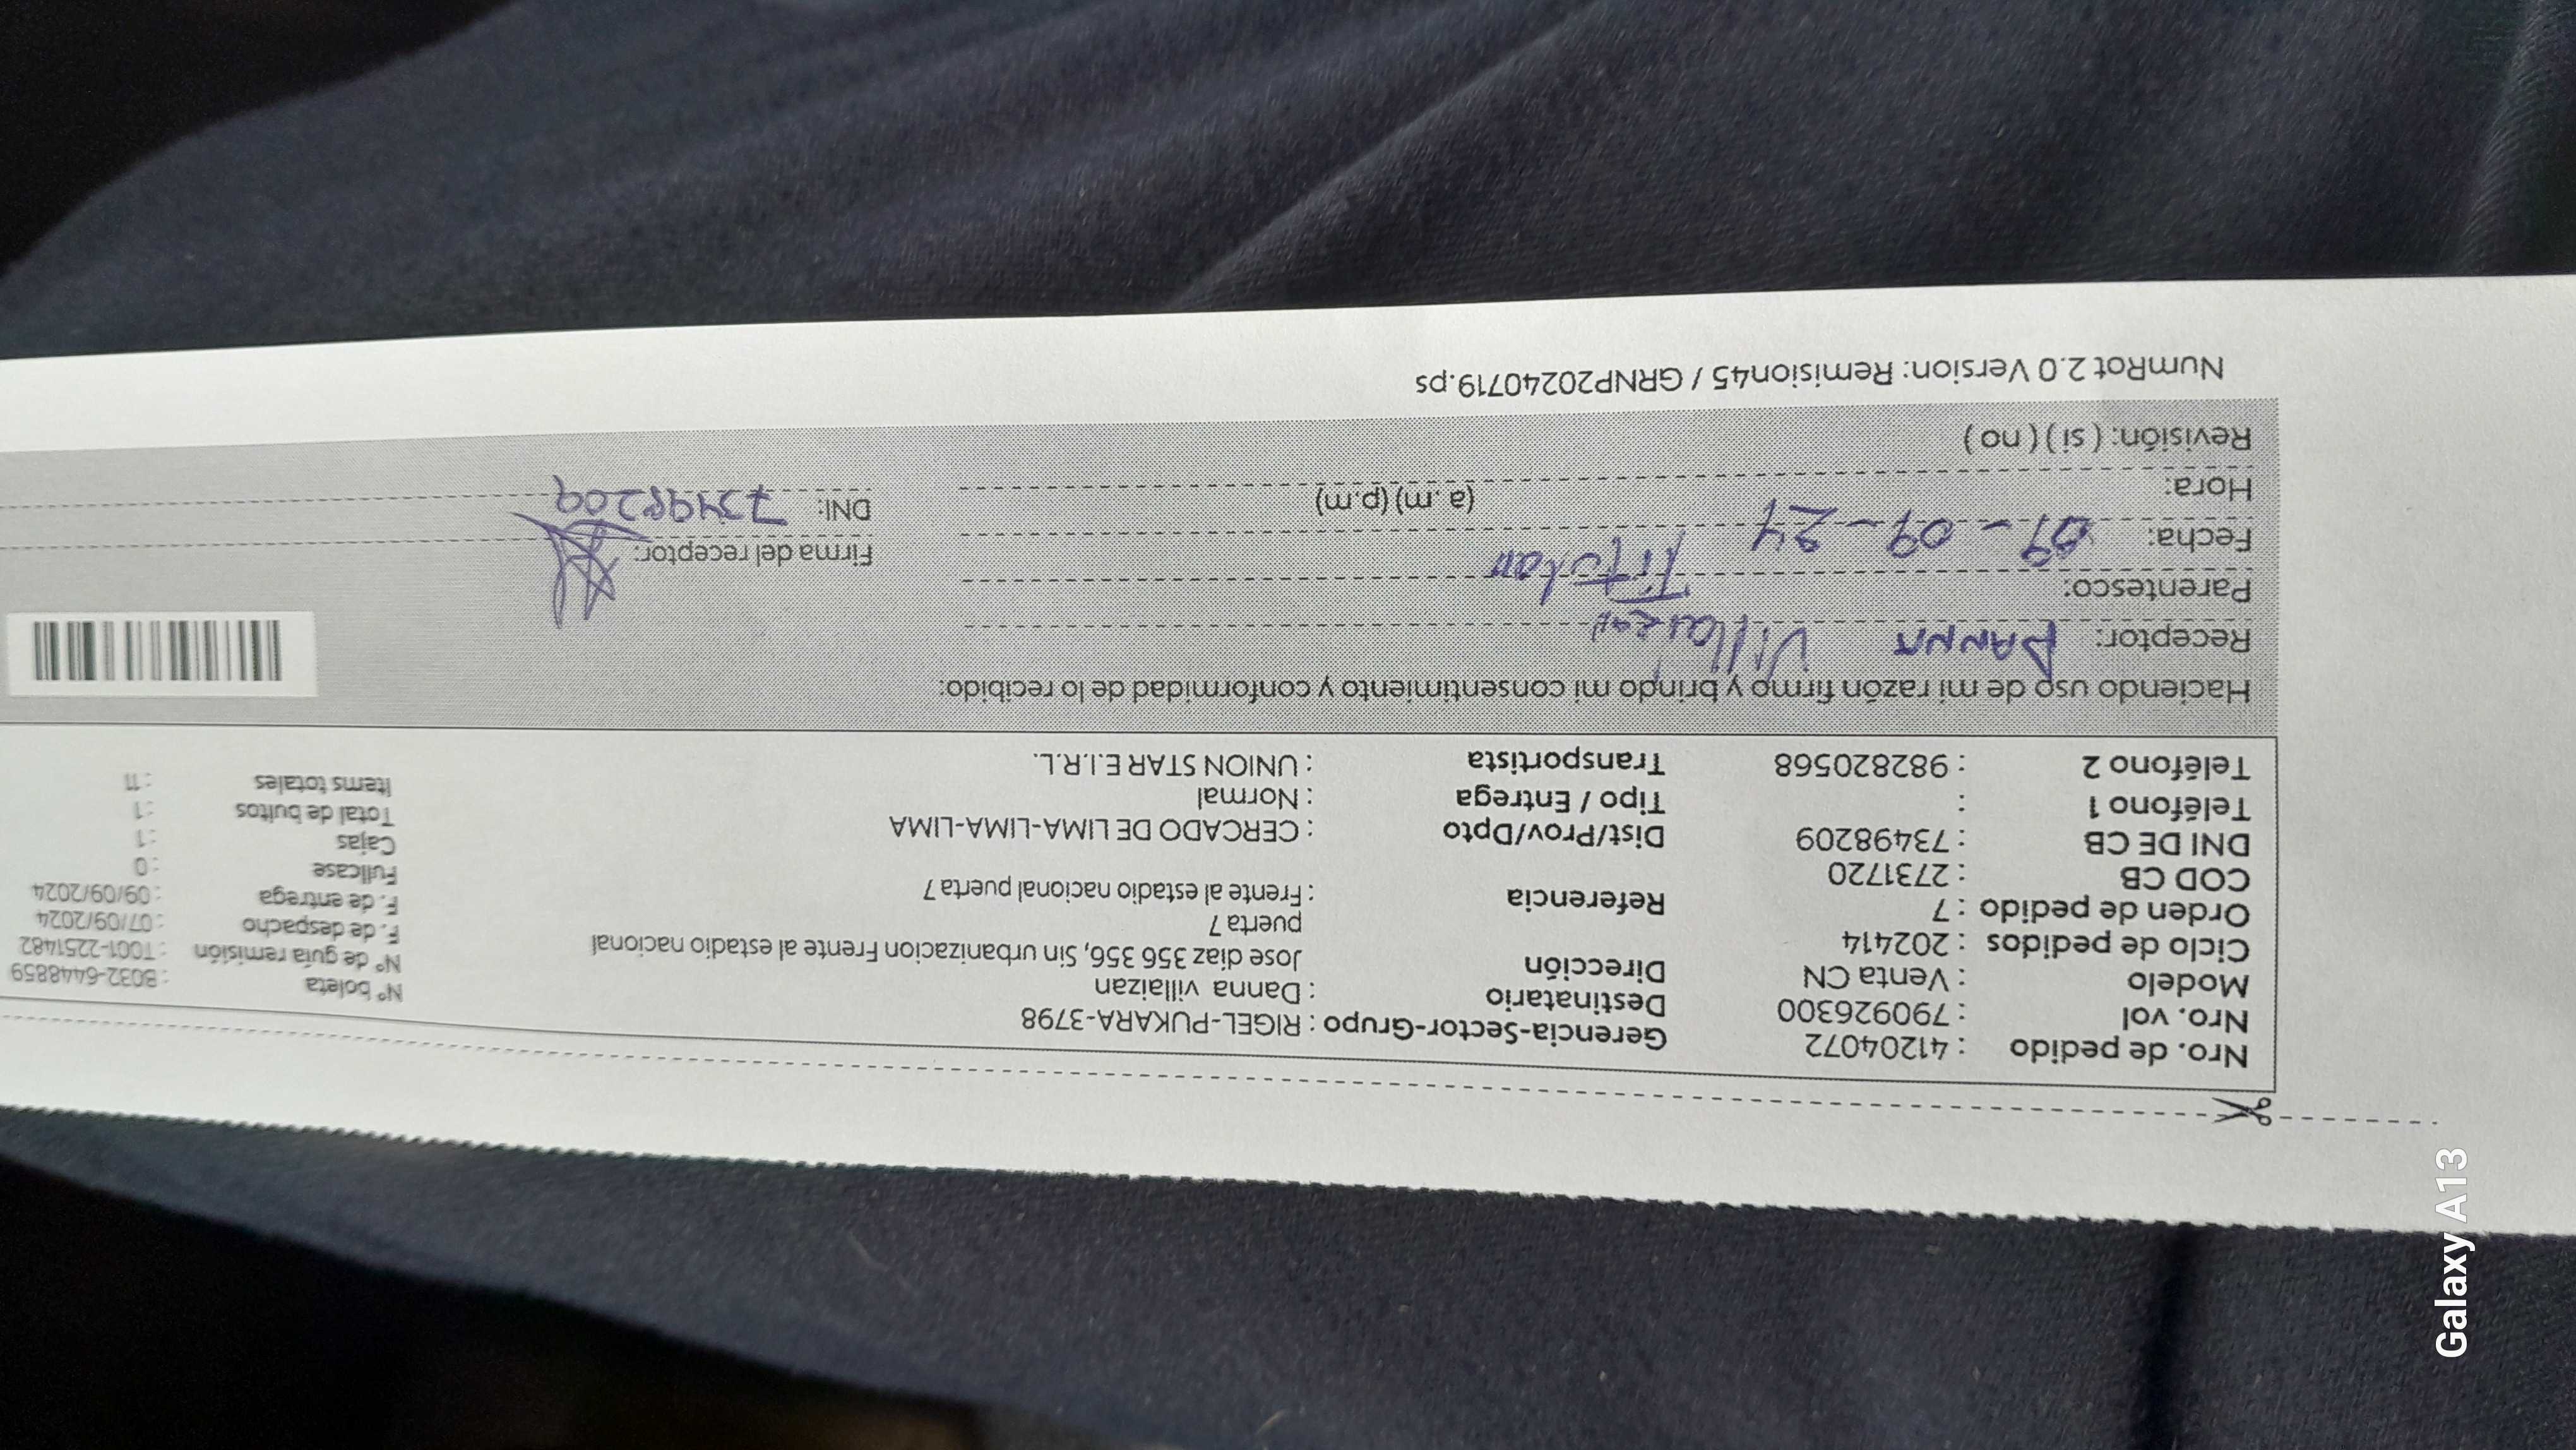 Nro. de pedido : 41204072
Nro. vol : 790926300
Modelo : Venta CN
Ciclo de pedidos : 202414
Orden de pedido : 7
COD CB : 2731720
DNI DE CB : 73498209
Teléfono 1 :
Teléfono 2 : 982820568
Gerencia-Sector-Grupo : RIGEL-PUKARA-3798
Destinatario : Danna villaizan
Dirección Jose diaz 356 356, Sin urbanizacion Frente al estadio nacional
puerta 7
Referencia : Frente al estadio nacional puerta 7
Dist/Prov/Dpto : CERCADO DE LIMA-LIMA-LIMA
Tipo / Entrega : Normal
Transportista : UNION STAR E.I.R.L.
Nº boleta : B032-6448859
Nº de guía remisión : T001-2251482
F. de despacho : 07/09/2024
F. de entrega : 09/09/2024
Fullcase : 0
Cajas : 1
Total de bultos : 1
Items totales : 11
Haciendo uso de mi razón firmo y brindo mi consentimiento y conformidad de lo recibido:
Receptor: DANNA Villaizan
Parentesco: Titular
Fecha: 09-09-24
Hora: (a.m) (p.m)
Revisión: ( si ) ( no )
Firma del receptor:
DNI: 73498209
NumRot 2.0 Version: Remision45 / GRNP20240719.ps
Galaxy A13